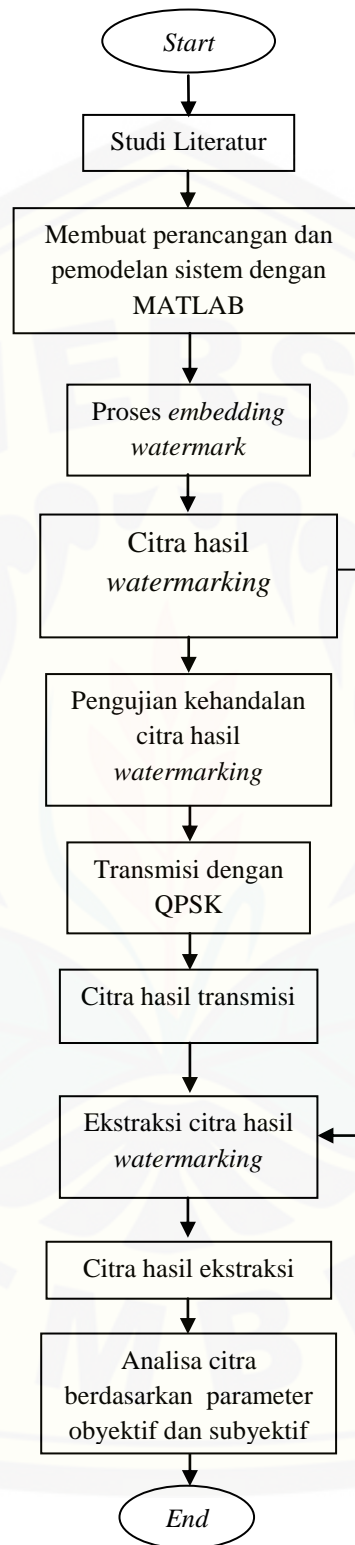 Start
Studi Literatur
Membuat perancangan dan
pemodelan sistem dengan
MATLAB
Proses embedding
watermark
Citra hasil
watermarking
Pengujian kehandalan
citra hasil
watermarking
Transmisi dengan
QPSK
Citra hasil transmisi
Ekstraksi citra hasil
watermarking
Citra hasil ekstraksi
Analisa citra
berdasarkan parameter
obyektif dan subyektif
End